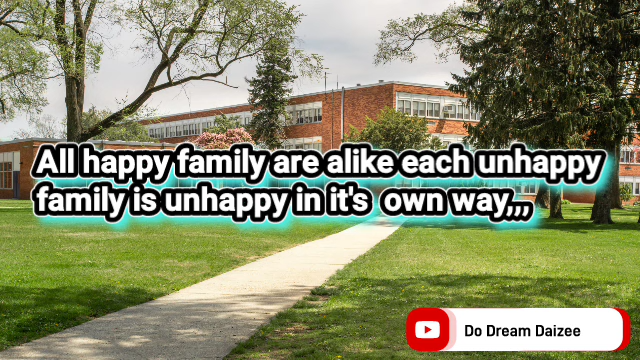 All happy family are alike each unhappy
family is unhappy in it's own way,,,
Do Dream Daizee